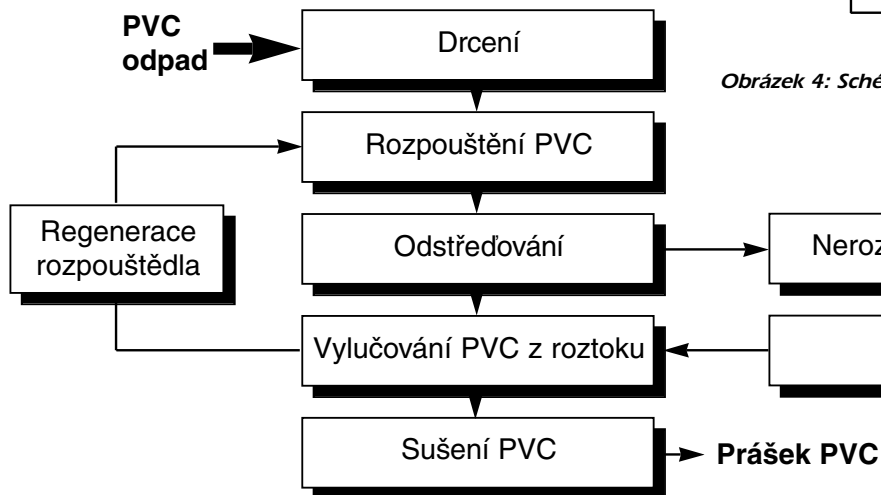 PVC
odpad
Drcení
Obrázek 4: Sché
Rozpouštění PVC
Regenerace
rozpouštědla
Odstřeďování
Neroz
Vylučování PVC z roztoku
Sušení PVC
Prášek PVC